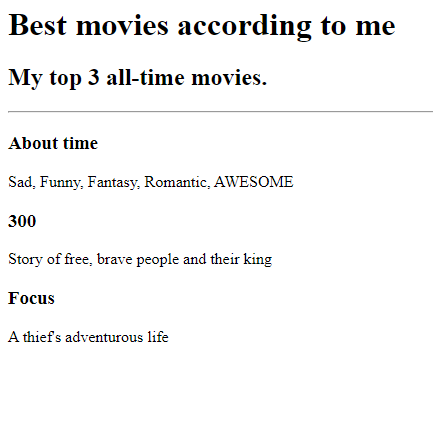 Best movies according to me
My top 3 all-time movies.
About time
Sad, Funny, Fantasy, Romantic, AWESOME
300
Story of free, brave people and their king
Focus
A thief's adventurous life